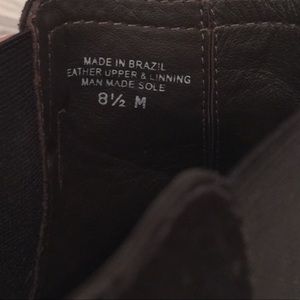 MADE IN BRAZIL
EATHER UPPER & LINNING
MAN MADE SOLE
8½ M